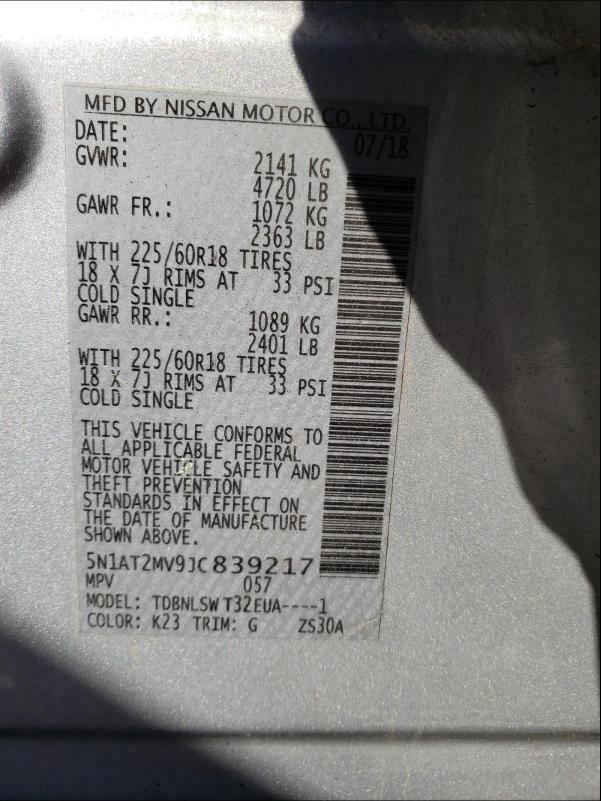 MFD BY NISSAN MOTOR CO., LTD.
DATE: 07/18
GVWR: 2141 KG
4720 LB
GAWR FR.: 1072 KG
2363 LB
WITH 225/60R18 TIRES
18 X 7J RIMS AT 33 PSI
COLD SINGLE
GAWR RR.: 1089 KG
2401 LB
WITH 225/60R18 TIRES
18 X 7J RIMS AT 33 PSI
COLD SINGLE
THIS VEHICLE CONFORMS TO
ALL APPLICABLE FEDERAL
MOTOR VEHICLE SAFETY AND
THEFT PREVENTION
STANDARDS IN EFFECT ON
THE DATE OF MANUFACTURE
SHOWN ABOVE.
5N1AT2MV9JC839217
MPV 057
MODEL: TDBNLSW T32EUA----1
COLOR: K23 TRIM: G ZS30A